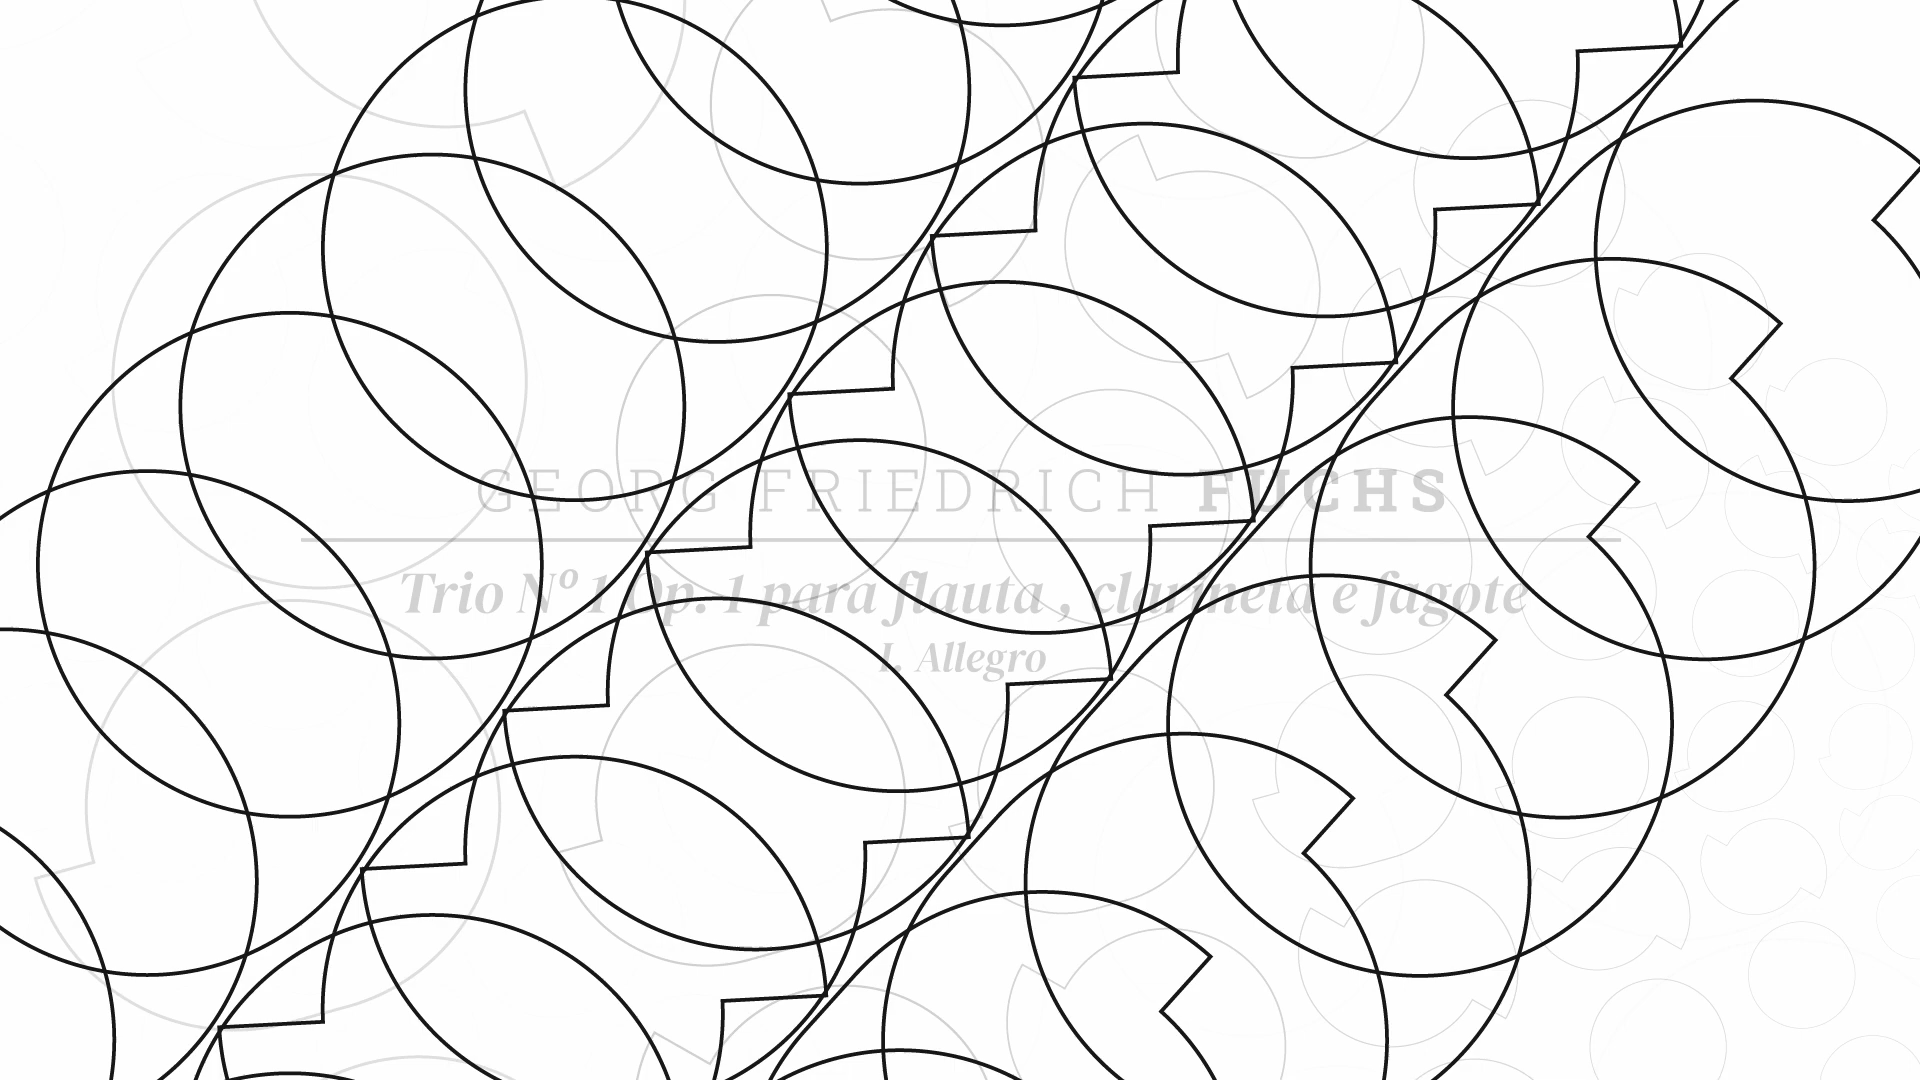 GEORG FRIEDRICH FUCHS
Trio Nº 1 Op. 1 para flauta , clarineta e fagote
I. Allegro